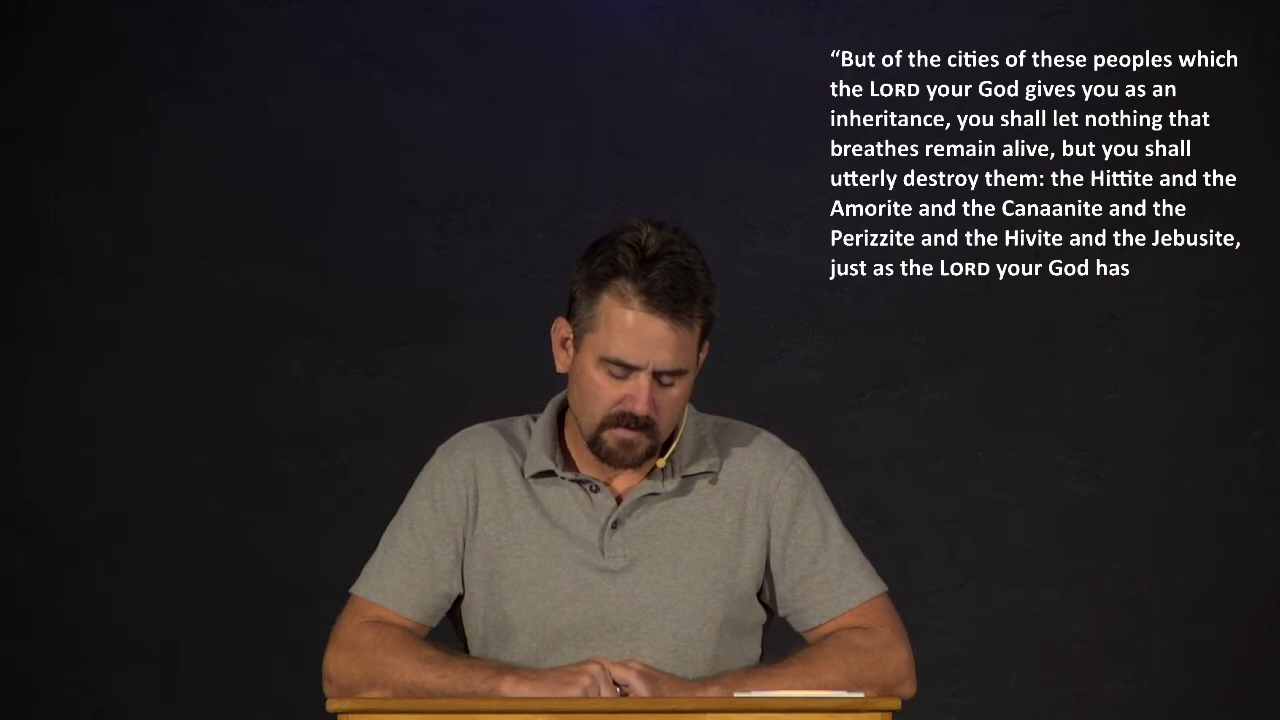 “But of the cities of these peoples which
the LORD your God gives you as an
inheritance, you shall let nothing that
breathes remain alive, but you shall
utterly destroy them: the Hittite and the
Amorite and the Canaanite and the
Perizzite and the Hivite and the Jebusite,
just as the LORD your God has